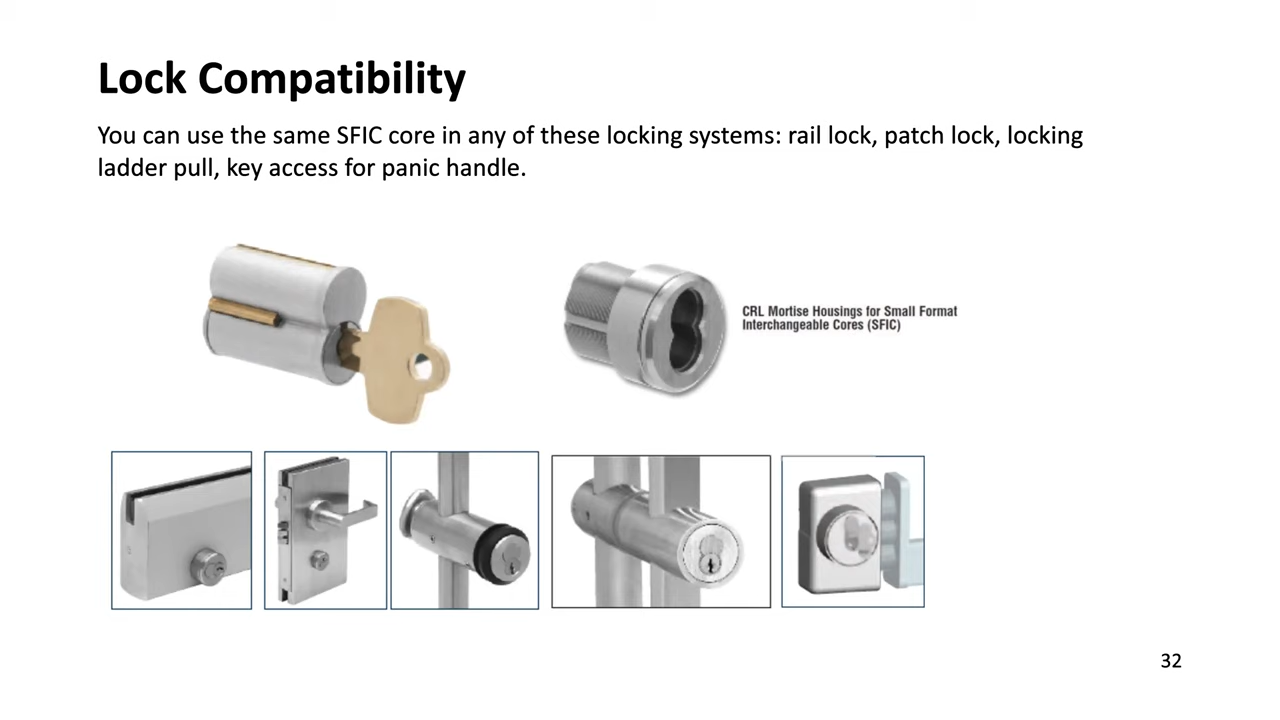 Lock Compatibility
You can use the same SFIC core in any of these locking systems: rail lock, patch lock, locking
ladder pull, key access for panic handle.
CRL Mortise Housings for Small Format
Interchangeable Cores (SFIC)
32